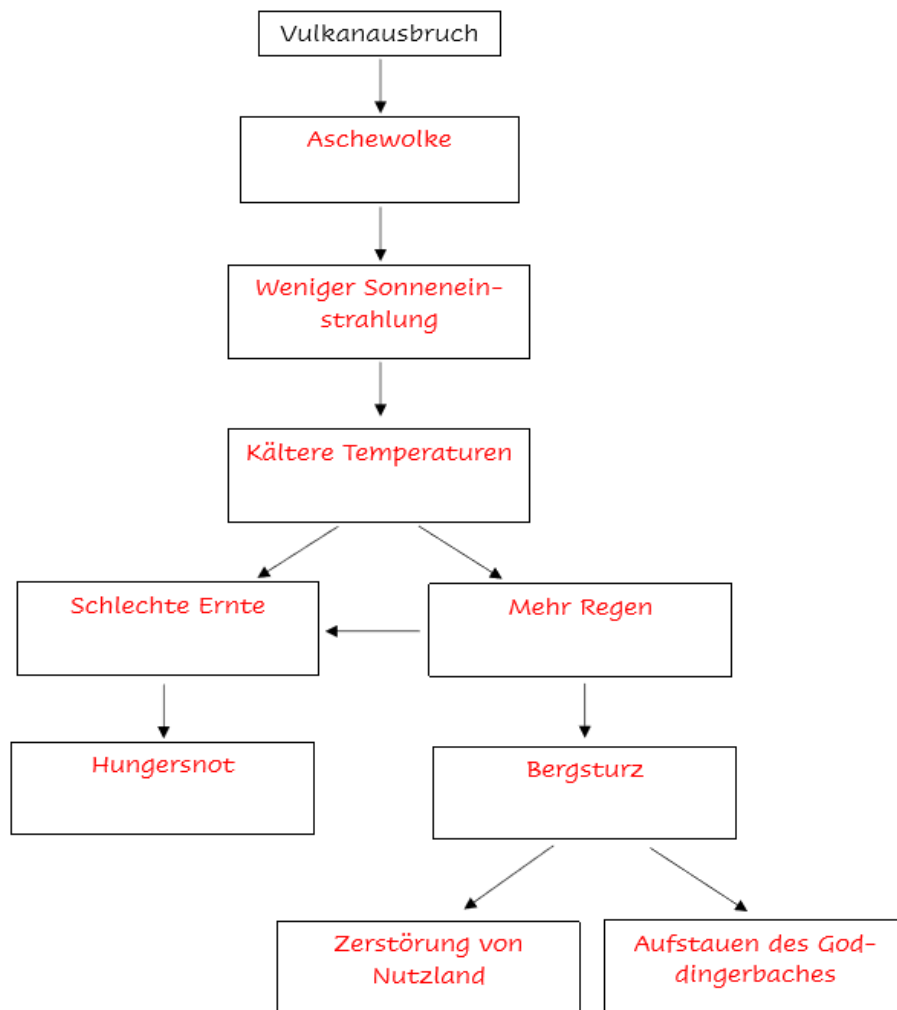 Vulkanausbruch
Aschewolke
Weniger Sonnenein-
strahlung
Kältere Temperaturen
Schlechte Ernte
Mehr Regen
Hungersnot
Bergsturz
Zerstörung von
Nutzland
Aufstauen des God-
dingerbaches